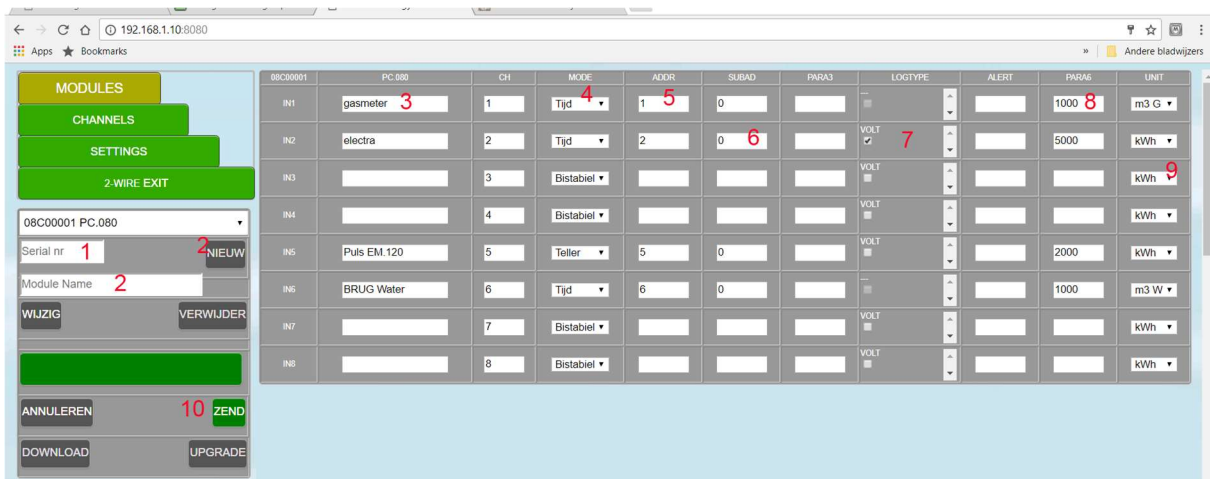 192.168.1.10:8080
Apps Bookmarks » Andere bladwijzers
MODULES
CHANNELS
SETTINGS
2-WIRE EXIT
08C00001 PC.080
Serial nr 1 2 NIEUW
Module Name 2
WIJZIG VERWIJDER
ANNULEREN 10 ZEND
DOWNLOAD UPGRADE
08C00001 PC.080 CH MODE ADDR SUBAD PARA3 LOGTYPE ALERT PARA6 UNIT
IN1 gasmeter 3 1 Tijd 4 1 5 0 --- 1000 8 m3 G
IN2 electra 2 Tijd 2 0 6 VOLT 7 5000 kWh
IN3 3 Bistabiel VOLT kWh 9
IN4 4 Bistabiel VOLT kWh
IN5 Puls EM.120 5 Teller 5 0 VOLT 2000 kWh
IN6 BRUG Water 6 Tijd 6 0 --- 1000 m3 W
IN7 7 Bistabiel VOLT kWh
IN8 8 Bistabiel VOLT kWh